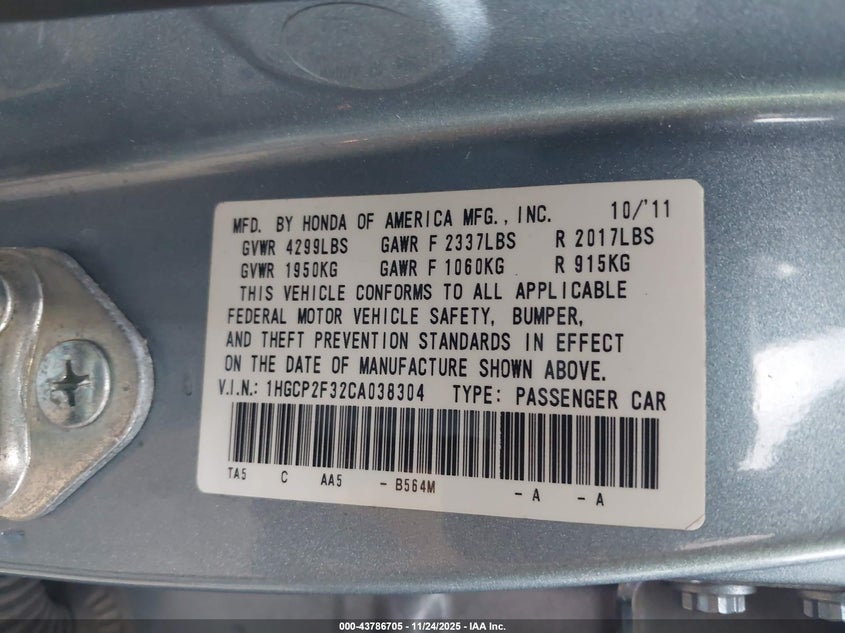 MFD. BY HONDA OF AMERICA MFG., INC. 10/'11
GVWR 4299LBS GAWR F 2337LBS R 2017LBS
GVWR 1950KG GAWR F 1060KG R 915KG
THIS VEHICLE CONFORMS TO ALL APPLICABLE
FEDERAL MOTOR VEHICLE SAFETY, BUMPER,
AND THEFT PREVENTION STANDARDS IN EFFECT
ON THE DATE OF MANUFACTURE SHOWN ABOVE.
V.I.N.: 1HGCP2F32CA038304 TYPE: PASSENGER CAR
TA5 C AA5 - B564M - A - A
000-43786705 - 11/24/2025 - IAA Inc.